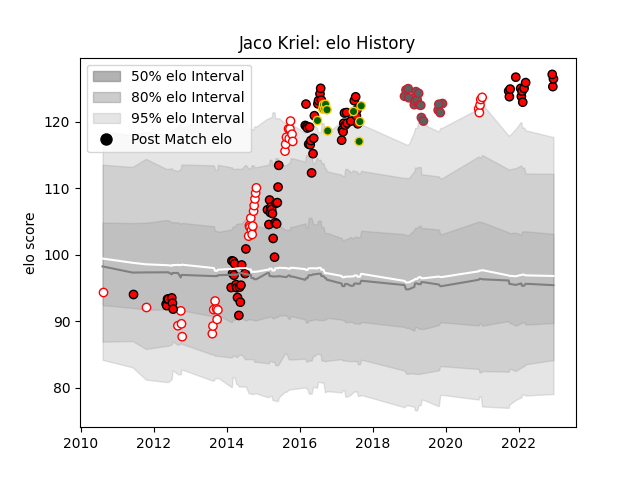 Jaco Kriel: elo History
50% elo Interval
80% elo Interval
95% elo Interval
Post Match elo
elo score
120
110
100
90
80
2010 2012 2014 2016 2018 2020 2022